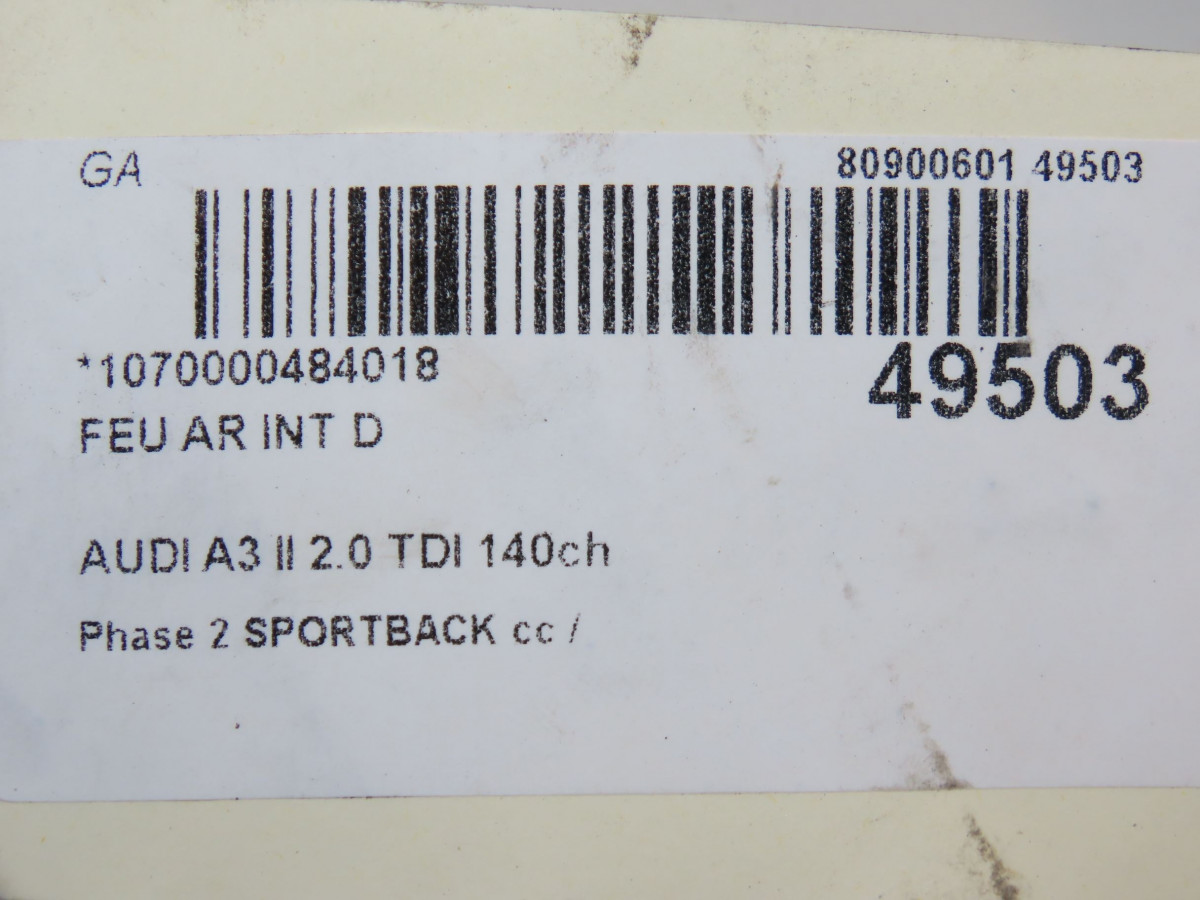 GA 80900601 49503
*1070000484018 49503
FEU AR INT D
AUDI A3 II 2.0 TDI 140ch
Phase 2 SPORTBACK cc /